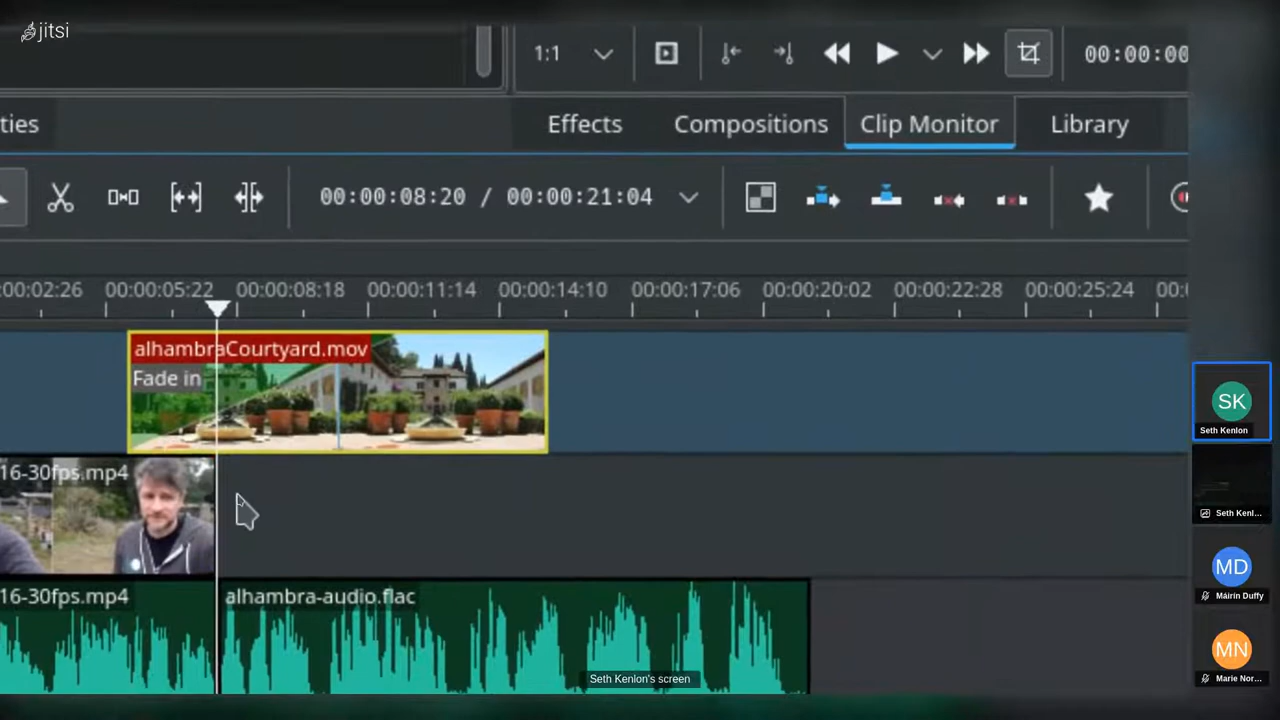 jitsi
1:1
00:00:00
ties
Effects
Compositions
Clip Monitor
Library
00:00:08:20 / 00:00:21:04
00:00:02:26
00:00:05:22
00:00:08:18
00:00:11:14
00:00:14:10
00:00:17:06
00:00:20:02
00:00:22:28
00:00:25:24
00:0
alhambraCourtyard.mov
Fade in
16-30fps.mp4
16-30fps.mp4
alhambra-audio.flac
Seth Kenlon's screen
SK
Seth Kenlon
Seth Kenl...
MD
Máirín Duffy
MN
Marie Nor...